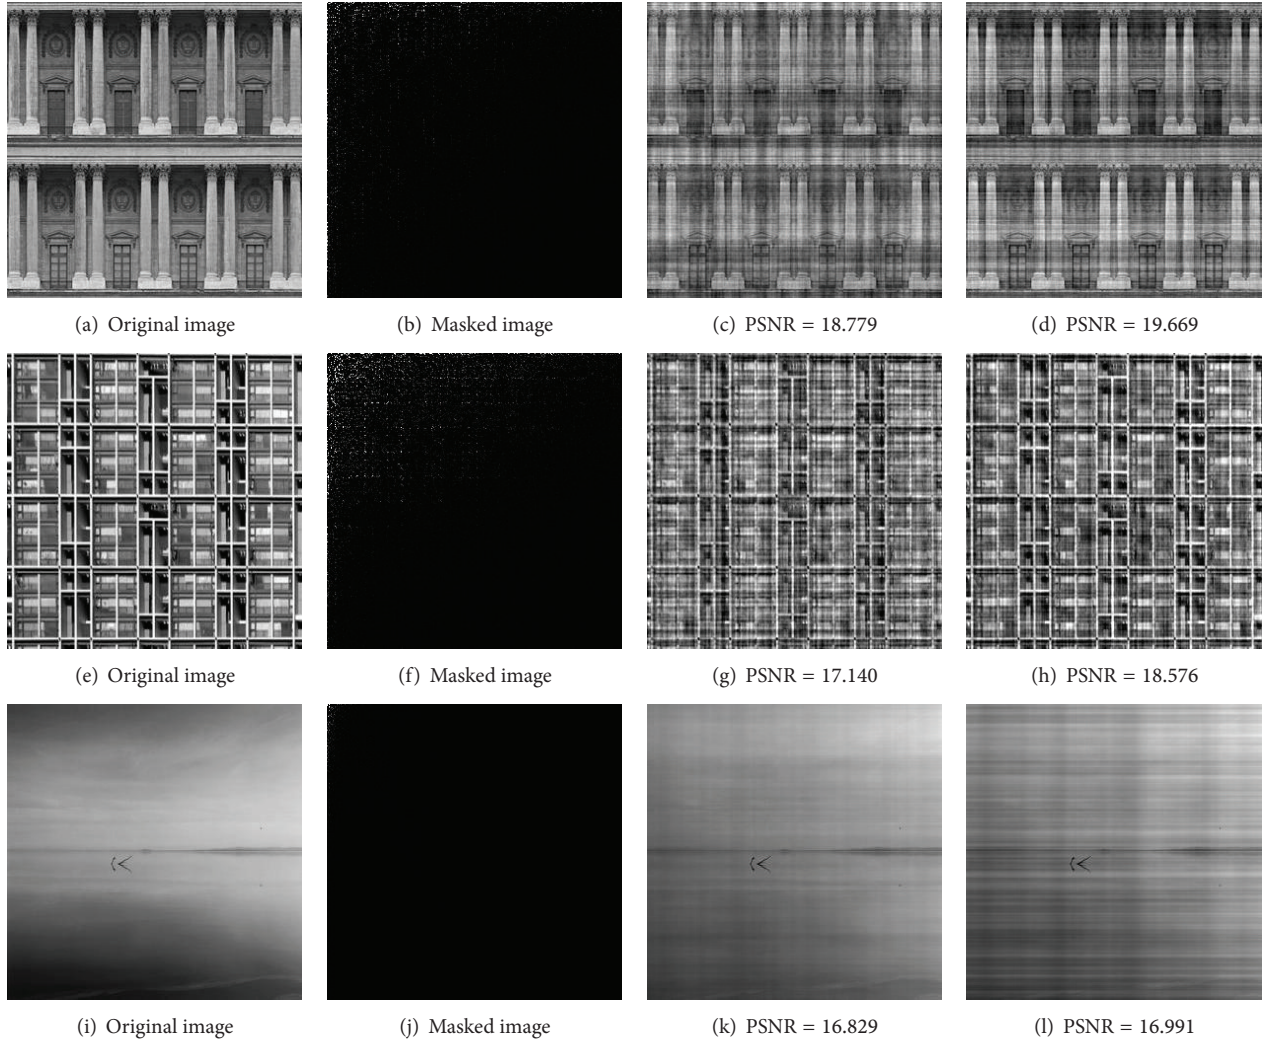 (a) Original image
(b) Masked image
(c) PSNR = 18.779
(d) PSNR = 19.669
(e) Original image
(f) Masked image
(g) PSNR = 17.140
(h) PSNR = 18.576
(i) Original image
(j) Masked image
(k) PSNR = 16.829
(l) PSNR = 16.991